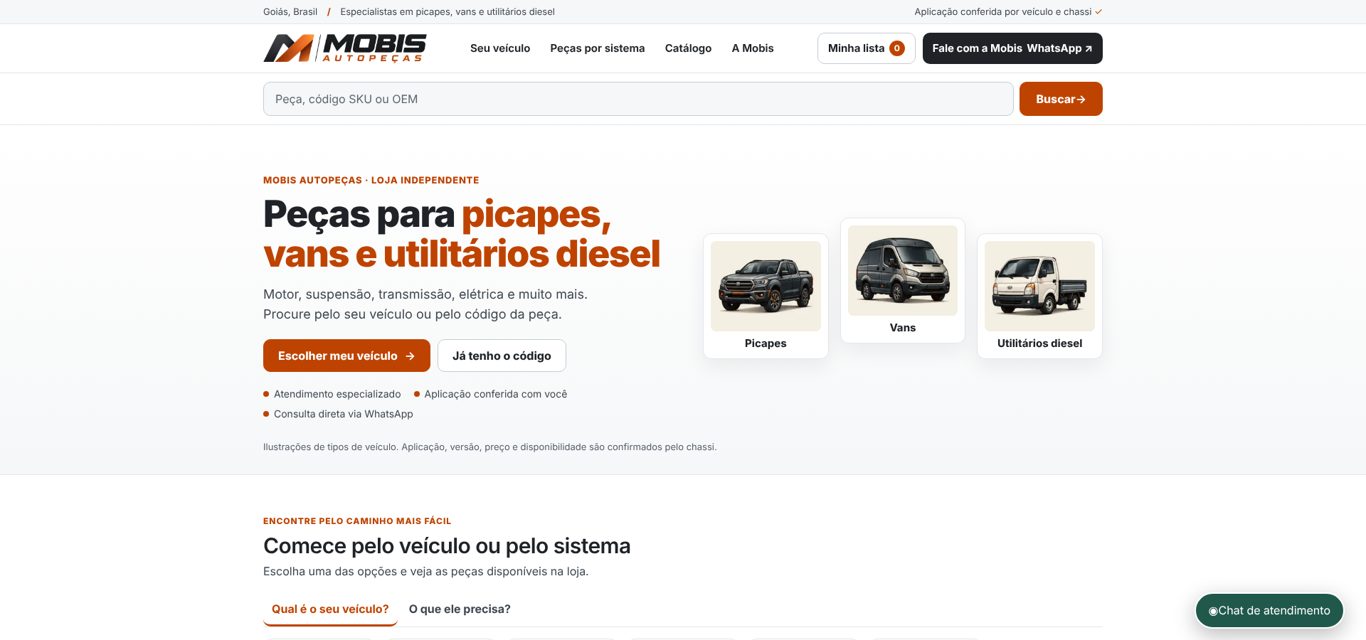 Goiás, Brasil / Especialistas em picapes, vans e utilitários diesel
Aplicação conferida por veículo e chassi ✓
MOBIS
AUTOPEÇAS
Seu veículo
Peças por sistema
Catálogo
A Mobis
Minha lista 0
Fale com a Mobis WhatsApp ↗
Peça, código SKU ou OEM
Buscar→
MOBIS AUTOPEÇAS · LOJA INDEPENDENTE
Peças para picapes,
vans e utilitários diesel
Motor, suspensão, transmissão, elétrica e muito mais.
Procure pelo seu veículo ou pelo código da peça.
Escolher meu veículo →
Já tenho o código
Atendimento especializado
Aplicação conferida com você
Consulta direta via WhatsApp
Picapes
Vans
Utilitários diesel
Ilustrações de tipos de veículo. Aplicação, versão, preço e disponibilidade são confirmados pelo chassi.
ENCONTRE PELO CAMINHO MAIS FÁCIL
Comece pelo veículo ou pelo sistema
Escolha uma das opções e veja as peças disponíveis na loja.
Qual é o seu veículo?
O que ele precisa?
◉Chat de atendimento